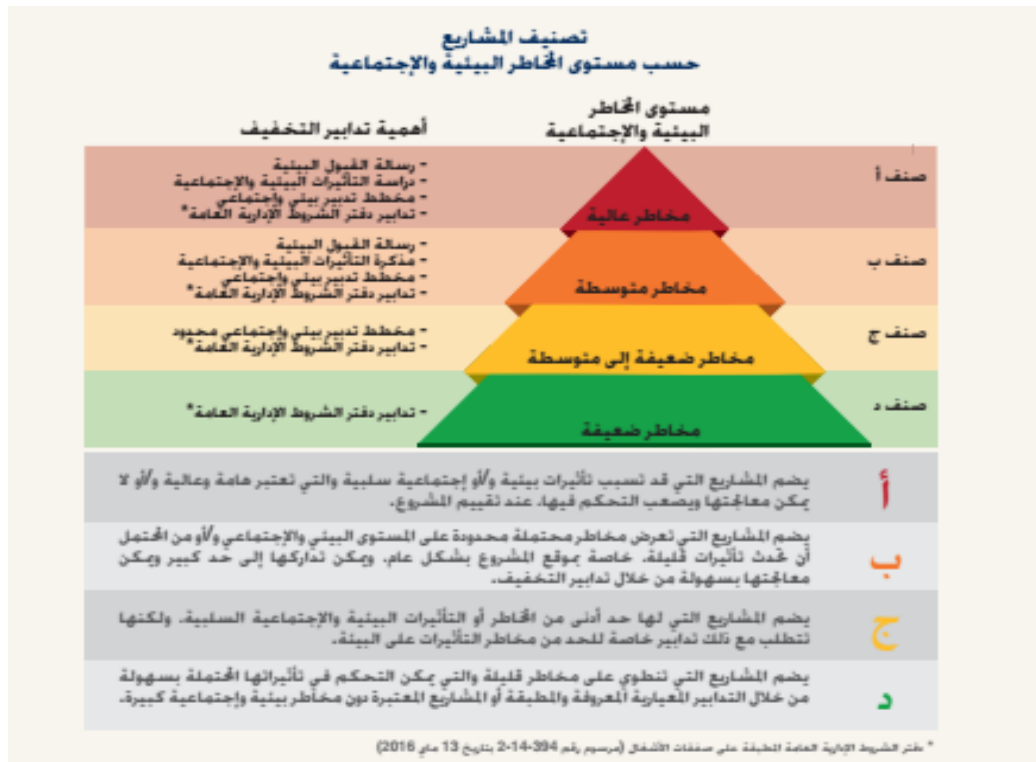 تصنيف المشاريع
حسب مستوى المخاطر البيئية والإجتماعية
مستوى المخاطر
البيئية والإجتماعية
أهمية تدابير التخفيف
صنف أ
مخاطر عالية
- رسالة القبول البيئية
- دراسة التأثيرات البيئية والإجتماعية
- مخطط تدبير بيئي وإجتماعي
- تدابير دفتر الشروط الإدارية العامة*
صنف ب
مخاطر متوسطة
- رسالة القبول البيئية
- مذكرة التأثيرات البيئية والإجتماعية
- مخطط تدبير بيئي وإجتماعي
- تدابير دفتر الشروط الإدارية العامة*
صنف ج
مخاطر ضعيفة إلى متوسطة
- مخطط تدبير بيئي وإجتماعي محدود
- تدابير دفتر الشروط الإدارية العامة*
صنف د
مخاطر ضعيفة
- تدابير دفتر الشروط الإدارية العامة*
أ
يضم المشاريع التي قد تسبب تأثيرات بيئية و/أو إجتماعية سلبية والتي تعتبر هامة وعالية و/أو لا
يمكن معالجتها ويصعب التحكم فيها، عند تقييم المشروع.
ب
يضم المشاريع التي تعرض مخاطر محتملة محدودة على المستوى البيئي والإجتماعي و/أو من المحتمل
أن تحدث تأثيرات قليلة، خاصة بموقع المشروع بشكل عام، ويمكن تداركها إلى حد كبير ويمكن
معالجتها بسهولة من خلال تدابير التخفيف.
ج
يضم المشاريع التي لها حد أدنى من المخاطر أو التأثيرات البيئية والإجتماعية السلبية، ولكنها
تتطلب مع ذلك تدابير خاصة للحد من مخاطر التأثيرات على البيئة.
د
يضم المشاريع التي تنطوي على مخاطر قليلة والتي يمكن التحكم في تأثيراتها المحتملة بسهولة
من خلال التدابير المعيارية المعروفة والمطبقة أو المشاريع المعتبرة دون مخاطر بيئية وإجتماعية كبيرة.
* دفتر الشروط الإدارية العامة المطبقة على صفقات الأشغال (مرسوم رقم 394-14-2 بتاريخ 13 ماي 2016)